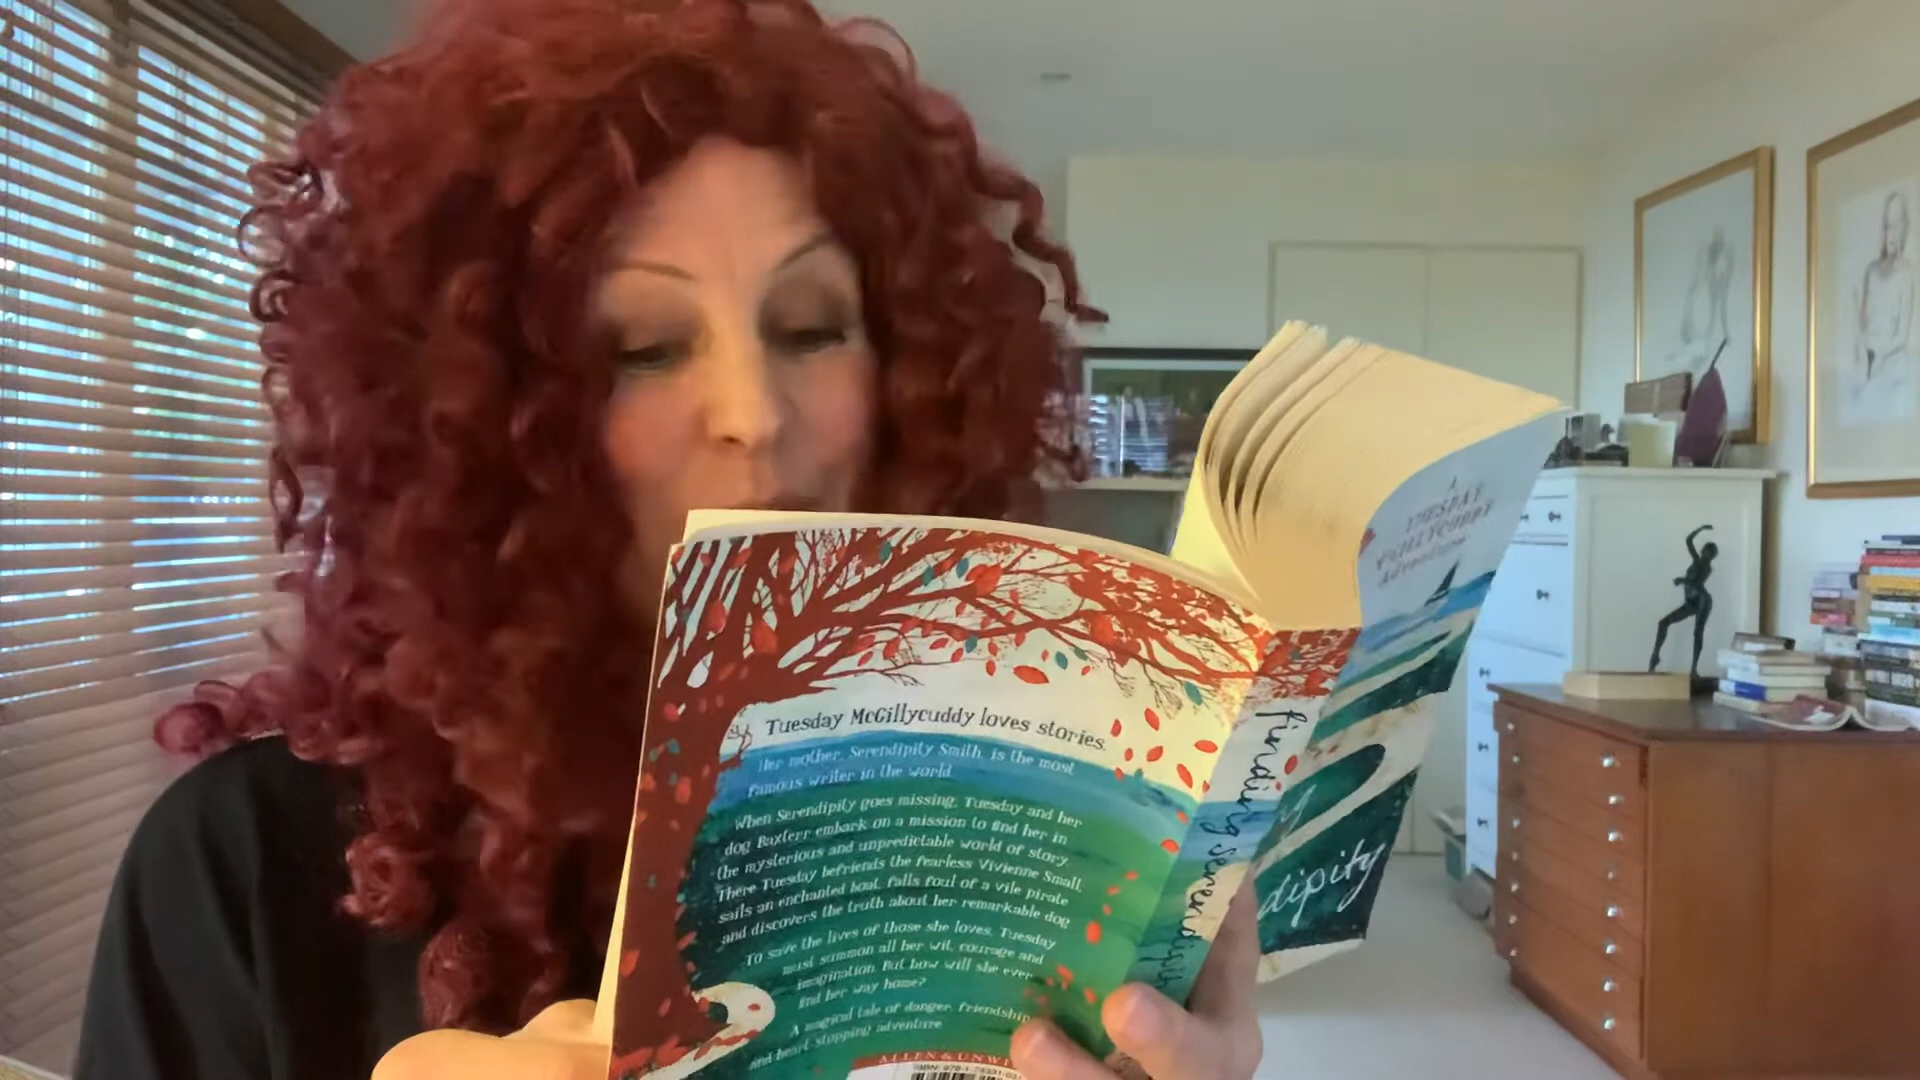 Tuesday McGillycuddy loves stories.
Her mother, Serendipity Smith, is the most
famous writer in the world.
When Serendipity goes missing, Tuesday and her
dog Baxterr embark on a mission to find her in
the mysterious and unpredictable world of story.
There Tuesday befriends the fearless Vivienne Small,
sails an enchanted boat, falls foul of a vile pirate
and discovers the truth about her remarkable dog
To save the lives of those she loves, Tuesday
must summon all her wit, courage and
imagination. But how will she ever
find her way home?
A magical tale of danger, friendship
and heart-stopping adventure
ALLEN & UNWI
finding serendipity
A
TUESDAY
McGILLYCUDDY
Adventure
dipity